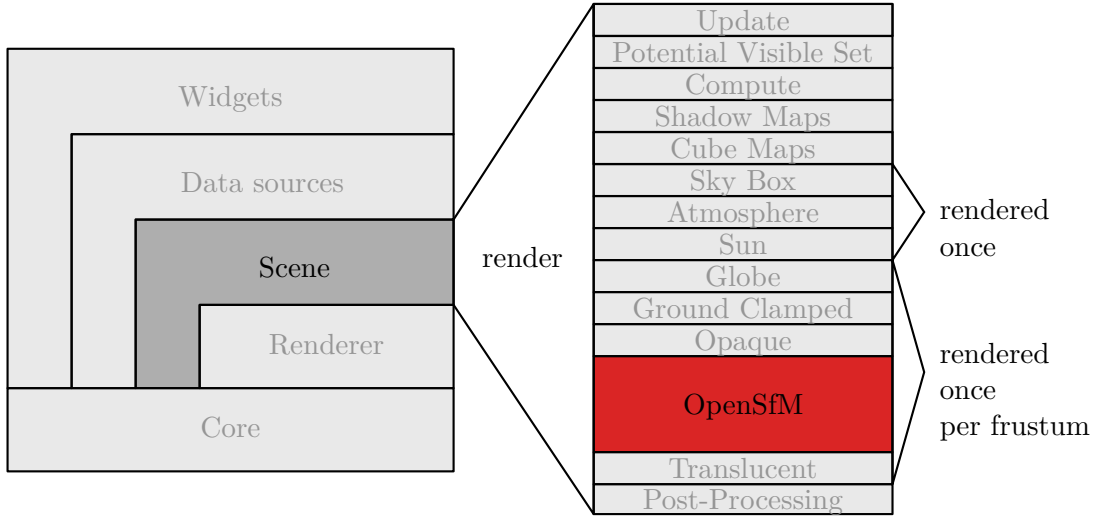 Widgets
Data sources
Scene
Renderer
Core
render
Update
Potential Visible Set
Compute
Shadow Maps
Cube Maps
Sky Box
Atmosphere
Sun
Globe
Ground Clamped
Opaque
OpenSfM
Translucent
Post-Processing
rendered
once
rendered
once
per frustum